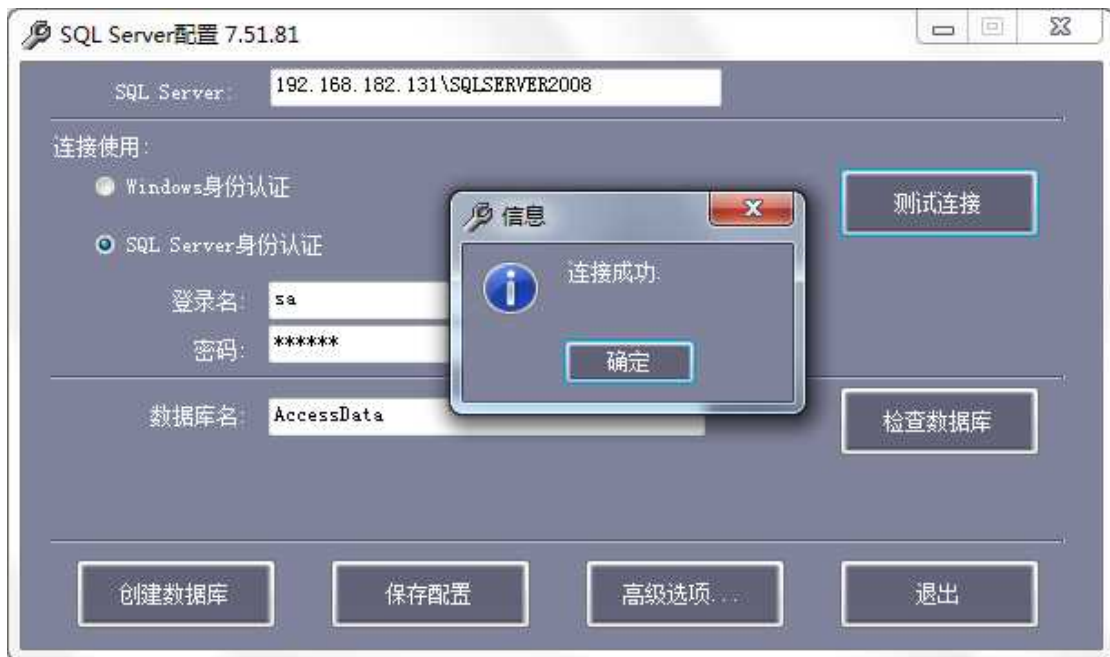 SQL Server配置 7.51.81
SQL Server:
192.168.182.131\SQLSERVER2008
连接使用:
Windows身份认证
测试连接
SQL Server身份认证
信息
连接成功.
确定
登录名:
sa
密码:
******
数据库名:
AccessData
检查数据库
创建数据库
保存配置
高级选项...
退出